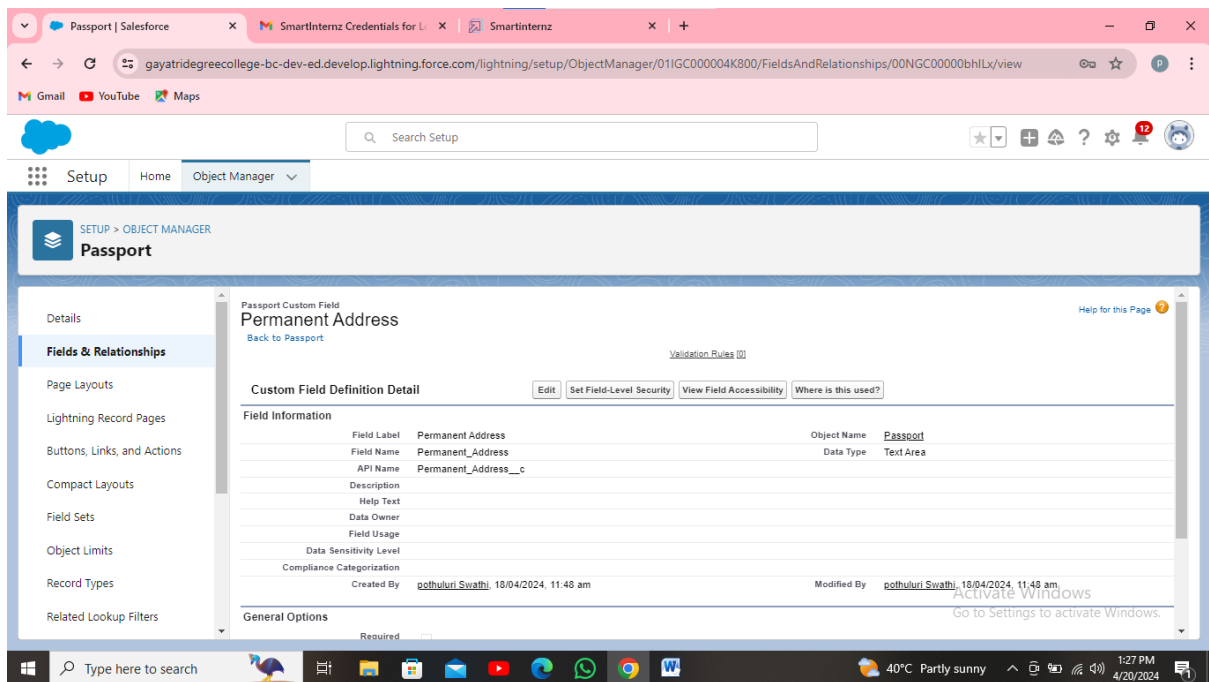 Passport | Salesforce
SmartInternz Credentials for Lo
Smartinternz
gayatridegreecollege-bc-dev-ed.develop.lightning.force.com/lightning/setup/ObjectManager/01IGC000004K800/FieldsAndRelationships/00NGC00000bhILx/view
P
Gmail YouTube Maps
Search Setup
12
Setup Home Object Manager
SETUP > OBJECT MANAGER
Passport
Details
Fields & Relationships
Page Layouts
Lightning Record Pages
Buttons, Links, and Actions
Compact Layouts
Field Sets
Object Limits
Record Types
Related Lookup Filters
Passport Custom Field
Permanent Address
Back to Passport
Help for this Page
Validation Rules [0]
Custom Field Definition Detail
Edit Set Field-Level Security View Field Accessibility Where is this used?
Field Information
Field Label Permanent Address Object Name Passport
Field Name Permanent_Address Data Type Text Area
API Name Permanent_Address__c
Description
Help Text
Data Owner
Field Usage
Data Sensitivity Level
Compliance Categorization
Created By pothuluri Swathi, 18/04/2024, 11:48 am Modified By pothuluri Swathi, 18/04/2024, 11:48 am
General Options
Required
Activate Windows
Go to Settings to activate Windows.
Type here to search
W
40°C Partly sunny
1:27 PM
4/20/2024
1